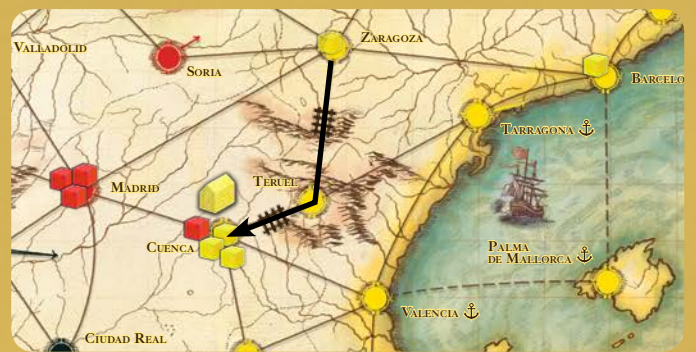 Valladolid
Zaragoza
Soria
Barcelo
Tarragona
Madrid
Teruel
Cuenca
Palma
de Mallorca
Valencia
Ciudad Real